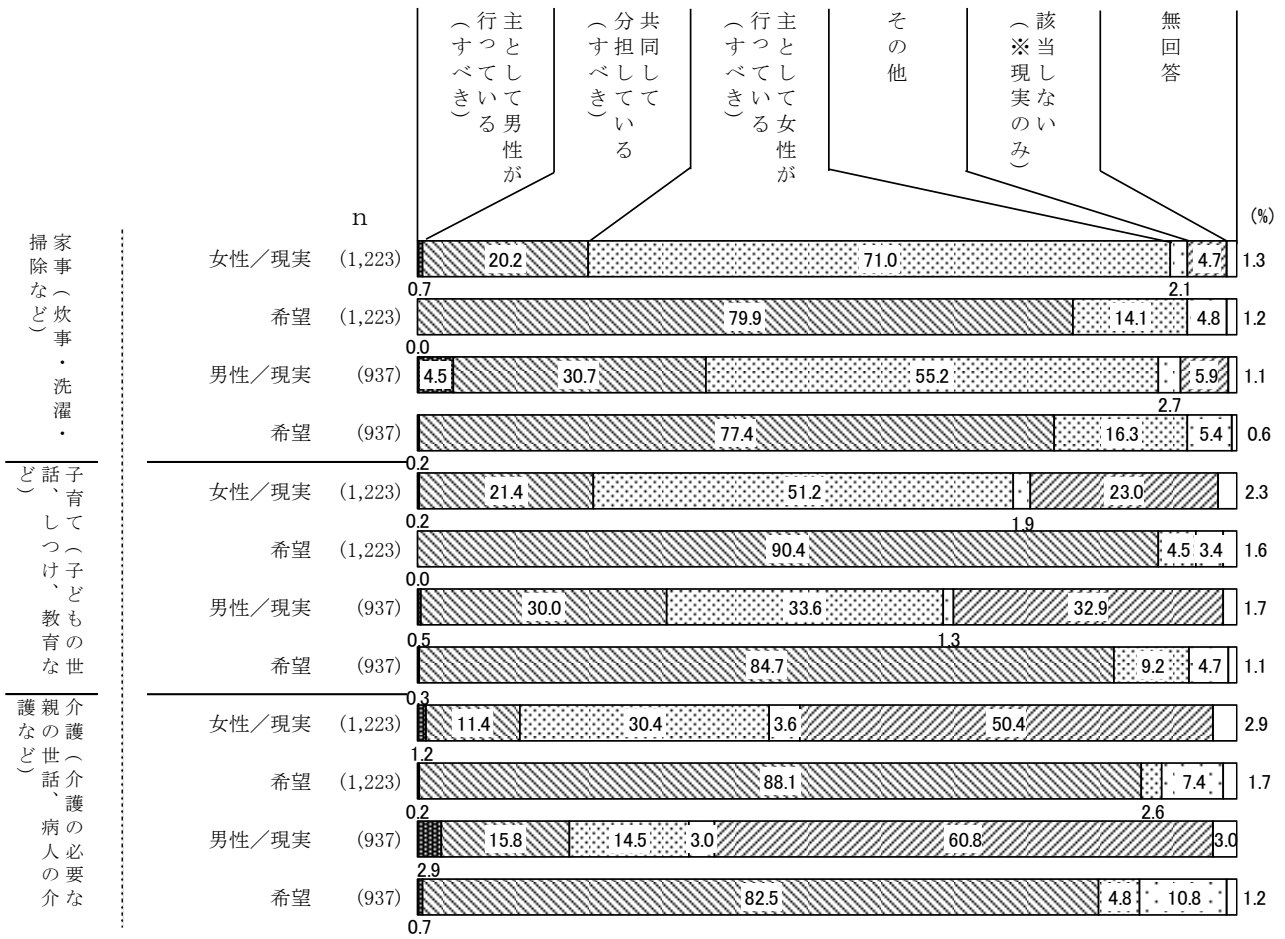 主として男性が
行っている
（すべき）
共同して
分担している
（すべき）
主として女性が
行っている
（すべき）
その他
該当しない
（※現実のみ）
無回答
n
(%)
家事（炊事・洗濯・
掃除など）
女性／現実 (1,223) 20.2 71.0 4.7 1.3
0.7 2.1
希望 (1,223) 79.9 14.1 4.8 1.2
0.0
男性／現実 (937) 4.5 30.7 55.2 5.9 1.1
2.7
希望 (937) 77.4 16.3 5.4 0.6
0.2
子育て（子どもの世
話、しつけ、教育な
ど）
女性／現実 (1,223) 21.4 51.2 23.0 2.3
0.2 1.9
希望 (1,223) 90.4 4.5 3.4 1.6
0.0
男性／現実 (937) 30.0 33.6 32.9 1.7
0.5 1.3
希望 (937) 84.7 9.2 4.7 1.1
0.3
介護（介護の必要な
親の世話、病人の介
護など）
女性／現実 (1,223) 11.4 30.4 3.6 50.4 2.9
1.2
希望 (1,223) 88.1 7.4 1.7
0.2 2.6
男性／現実 (937) 15.8 14.5 3.0 60.8 3.0
2.9
希望 (937) 82.5 4.8 10.8 1.2
0.7